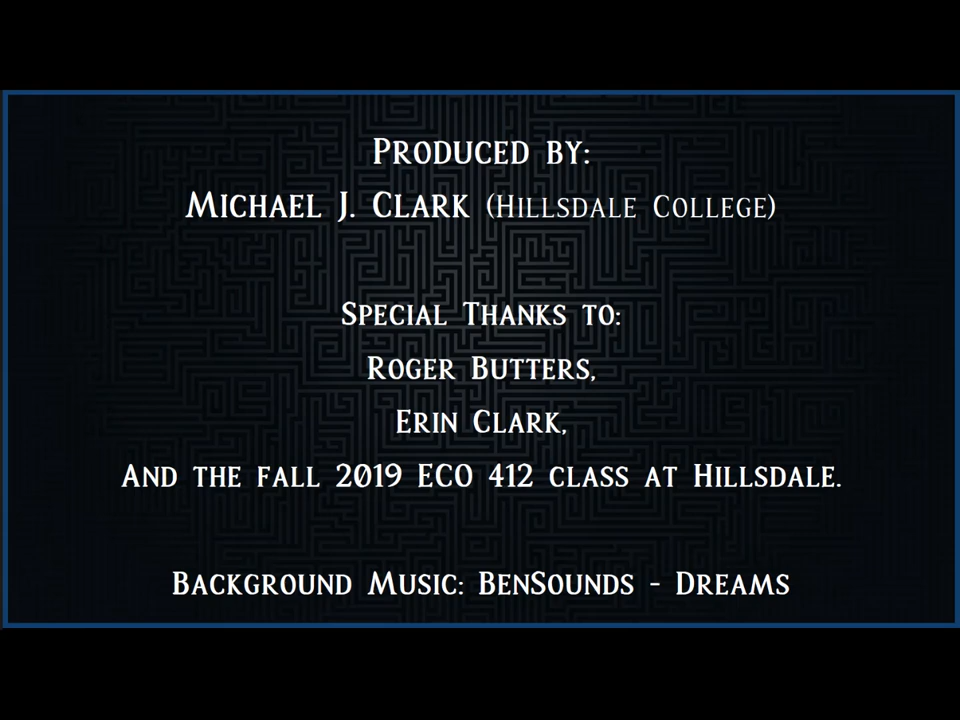 Produced by:
Michael J. Clark (Hillsdale College)
Special Thanks to:
Roger Butters,
Erin Clark,
And the fall 2019 ECO 412 class at Hillsdale.
Background Music: BenSounds - Dreams